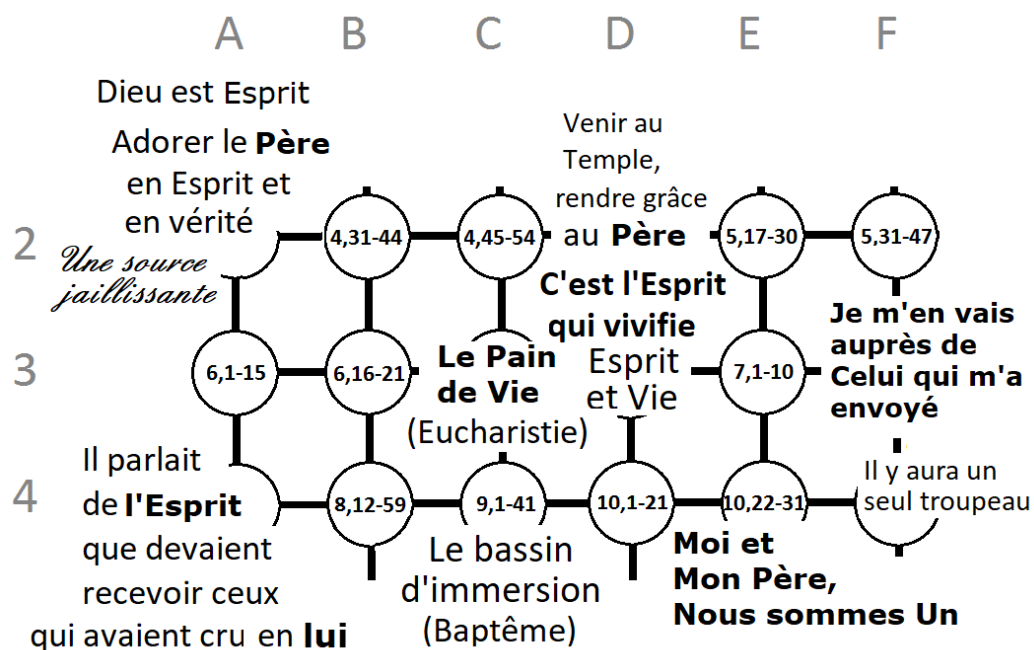 A B C D E F
Dieu est Esprit
Adorer le Père
en Esprit et
en vérité
Venir au
Temple,
rendre grâce
au Père
2
4,31-44
4,45-54
5,17-30
5,31-47
Une source
jaillissante
C'est l'Esprit
qui vivifie
Je m'en vais
auprès de
Celui qui m'a
envoyé
3
6,1-15
6,16-21
Le Pain
de Vie
(Eucharistie)
Esprit
et Vie
7,1-10
4
Il parlait
de l'Esprit
que devaient
recevoir ceux
qui avaient cru en lui
8,12-59
9,1-41
10,1-21
10,22-31
Il y aura un
seul troupeau
Le bassin
d'immersion
(Baptême)
Moi et
Mon Père,
Nous sommes Un